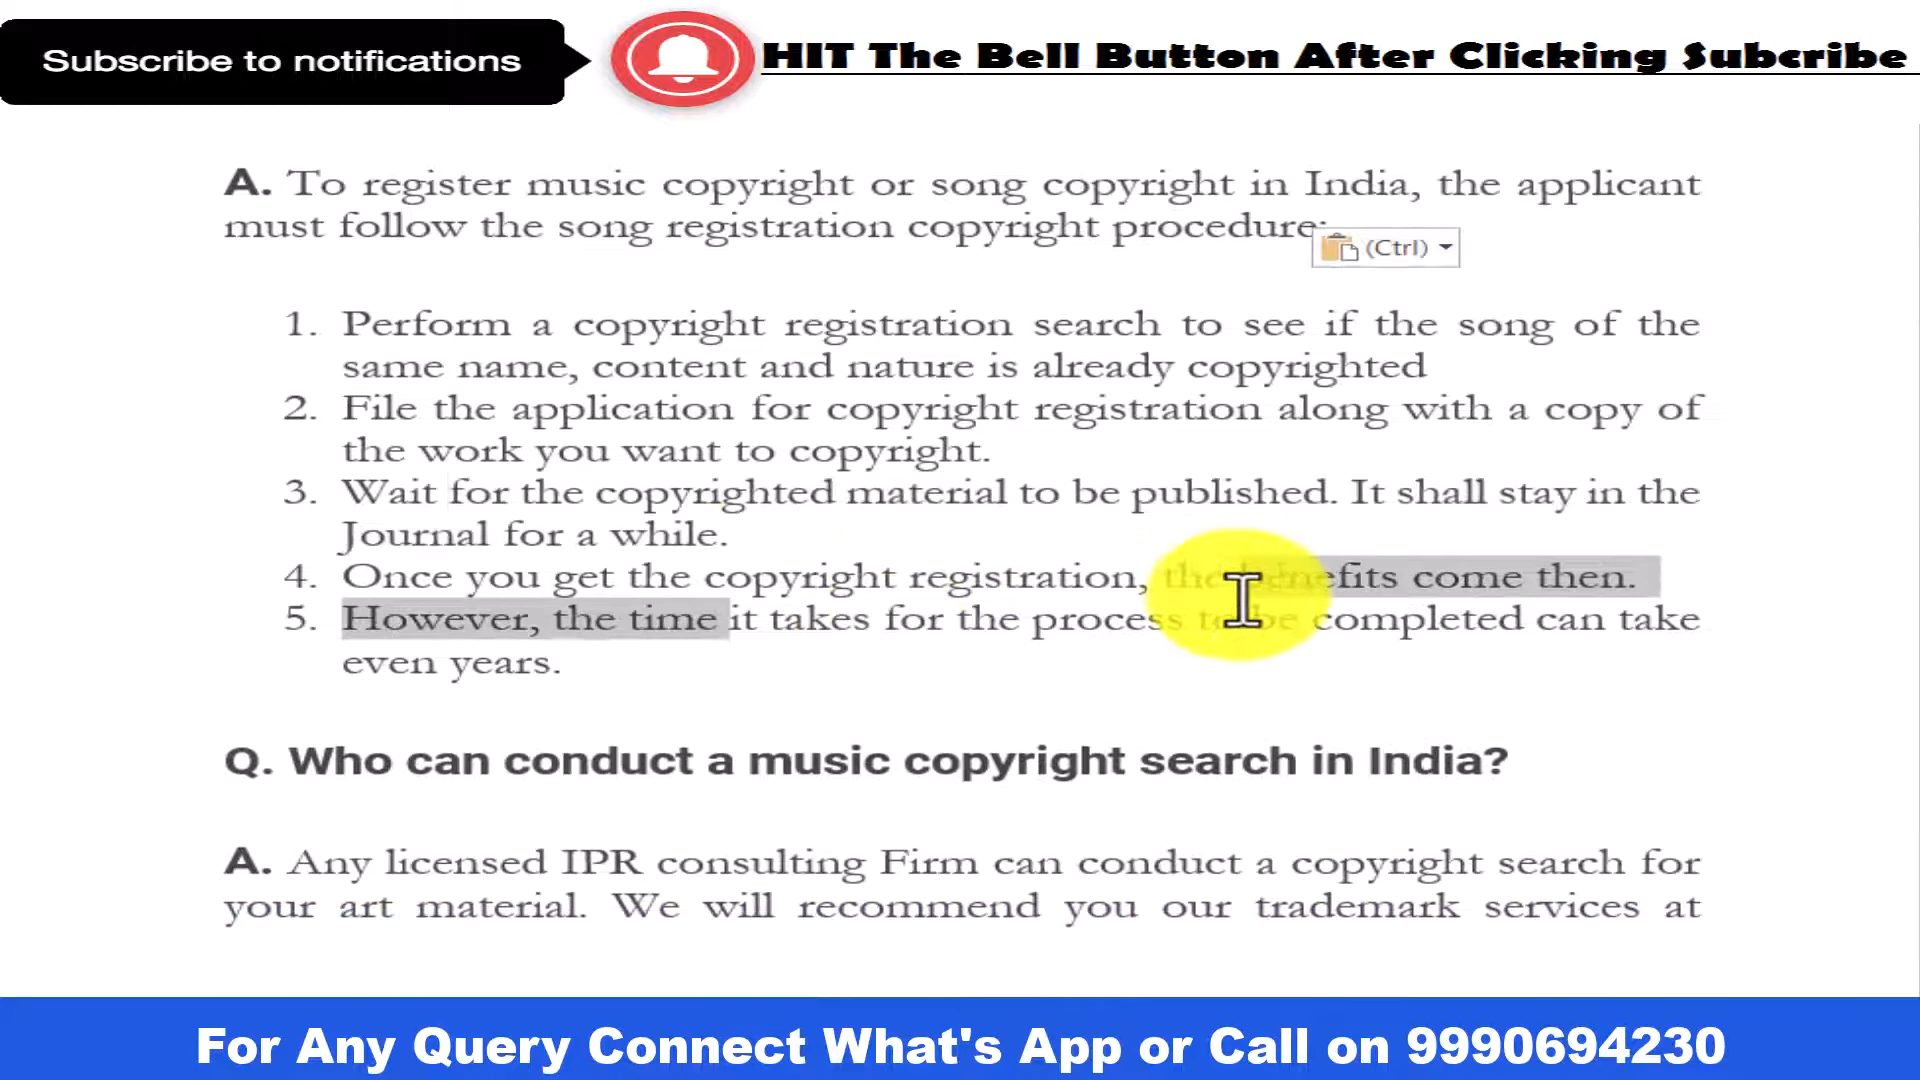 Subscribe to notifications
HIT The Bell Button After Clicking Subcribe
A. To register music copyright or song copyright in India, the applicant
must follow the song registration copyright procedure:
(Ctrl)
1. Perform a copyright registration search to see if the song of the
same name, content and nature is already copyrighted
2. File the application for copyright registration along with a copy of
the work you want to copyright.
3. Wait for the copyrighted material to be published. It shall stay in the
Journal for a while.
4. Once you get the copyright registration, the benefits come then.
5. However, the time it takes for the process to be completed can take
even years.
Q. Who can conduct a music copyright search in India?
A. Any licensed IPR consulting Firm can conduct a copyright search for
your art material. We will recommend you our trademark services at
For Any Query Connect What's App or Call on 9990694230